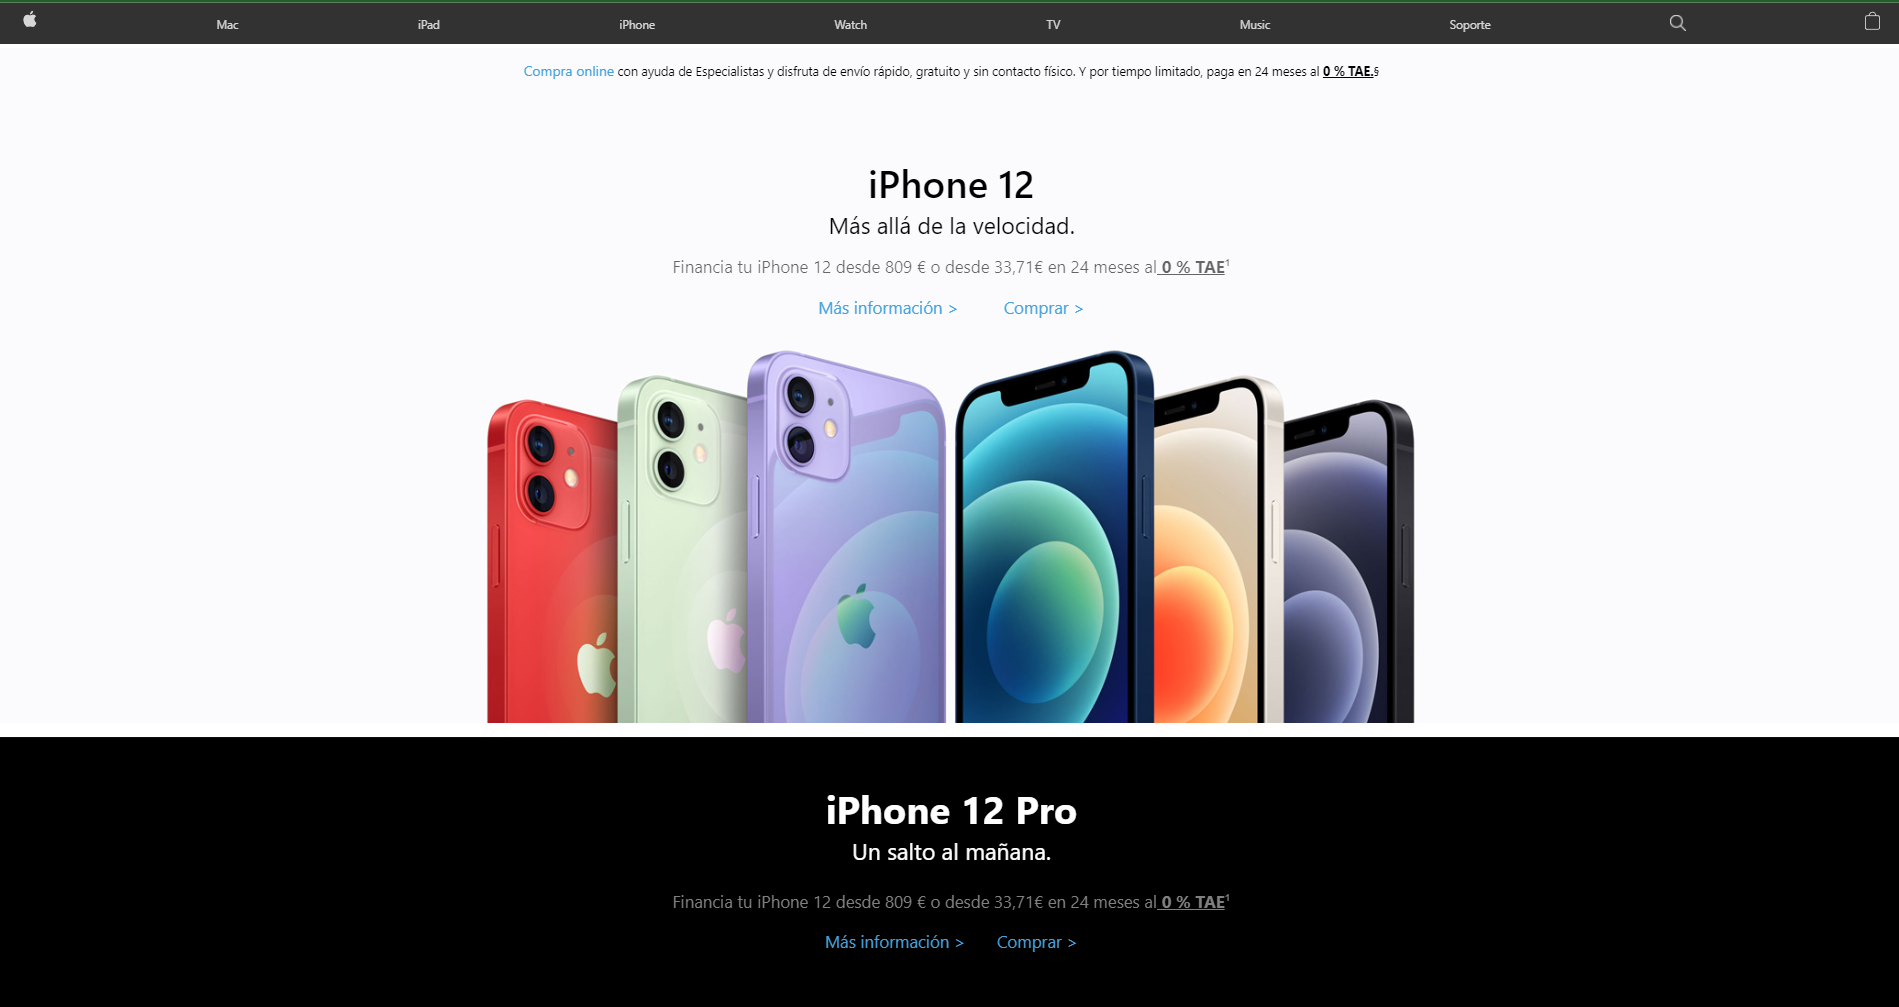 Mac iPad iPhone Watch TV Music Soporte
Compra online con ayuda de Especialistas y disfruta de envío rápido, gratuito y sin contacto físico. Y por tiempo limitado, paga en 24 meses al 0 % TAE.§
iPhone 12
Más allá de la velocidad.
Financia tu iPhone 12 desde 809 € o desde 33,71€ en 24 meses al 0 % TAE¹
Más información > Comprar >
iPhone 12 Pro
Un salto al mañana.
Financia tu iPhone 12 desde 809 € o desde 33,71€ en 24 meses al 0 % TAE¹
Más información > Comprar >